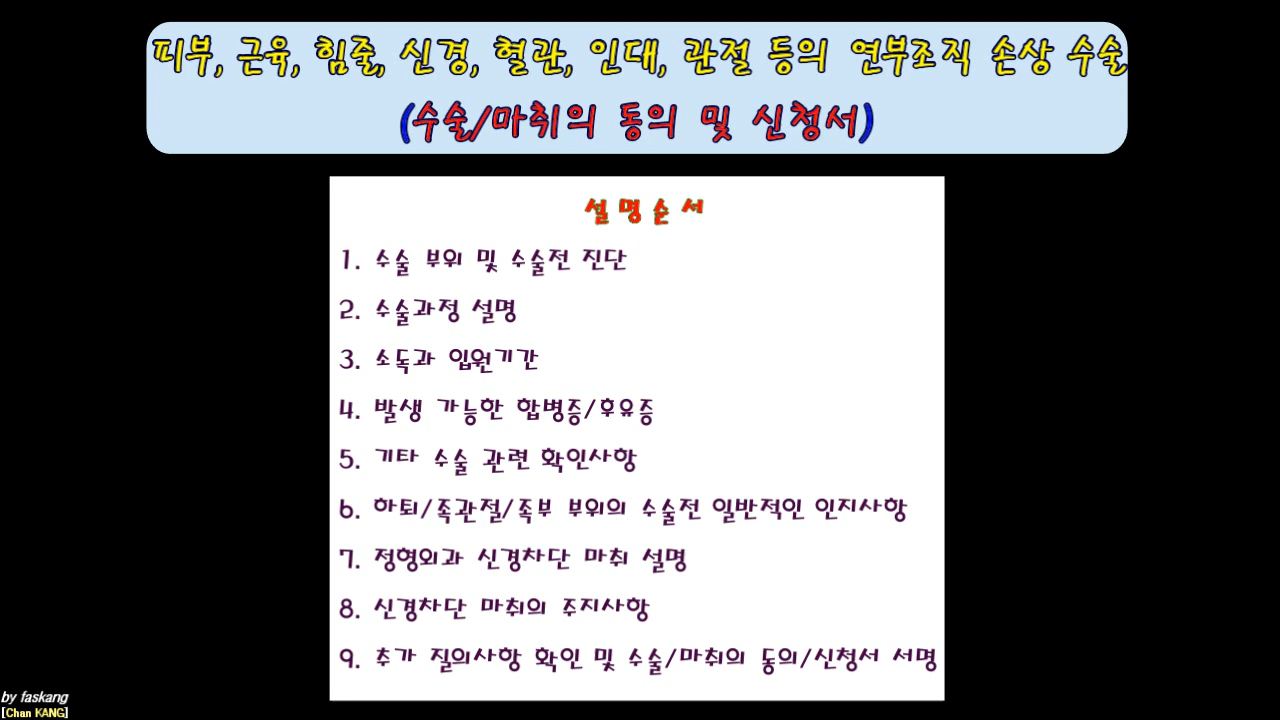 피부, 근육, 힘줄, 신경, 혈관, 인대, 관절 등의 연부조직 손상 수술
(수술/마취의 동의 및 신청서)
설명순서
1. 수술 부위 및 수술전 진단
2. 수술과정 설명
3. 소독과 입원기간
4. 발생 가능한 합병증/후유증
5. 기타 수술 관련 확인사항
6. 하퇴/족관절/족부 부위의 수술전 일반적인 인지사항
7. 정형외과 신경차단 마취 설명
8. 신경차단 마취의 주지사항
9. 추가 질의사항 확인 및 수술/마취의 동의/신청서 서명
by faskang
[Chan KANG]